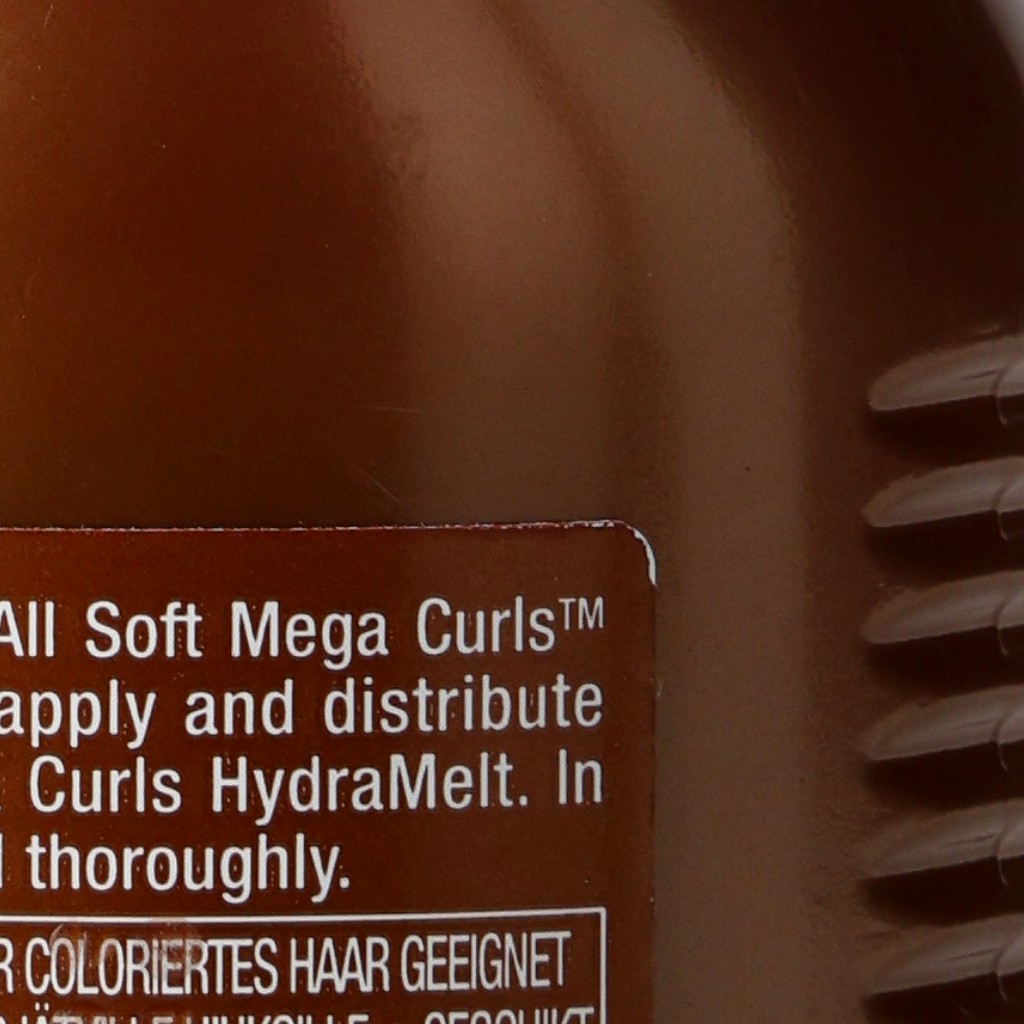 All Soft Mega Curls™
apply and distribute
Curls HydraMelt. In
thoroughly.
COLORIERTES HAAR GEEIGNET